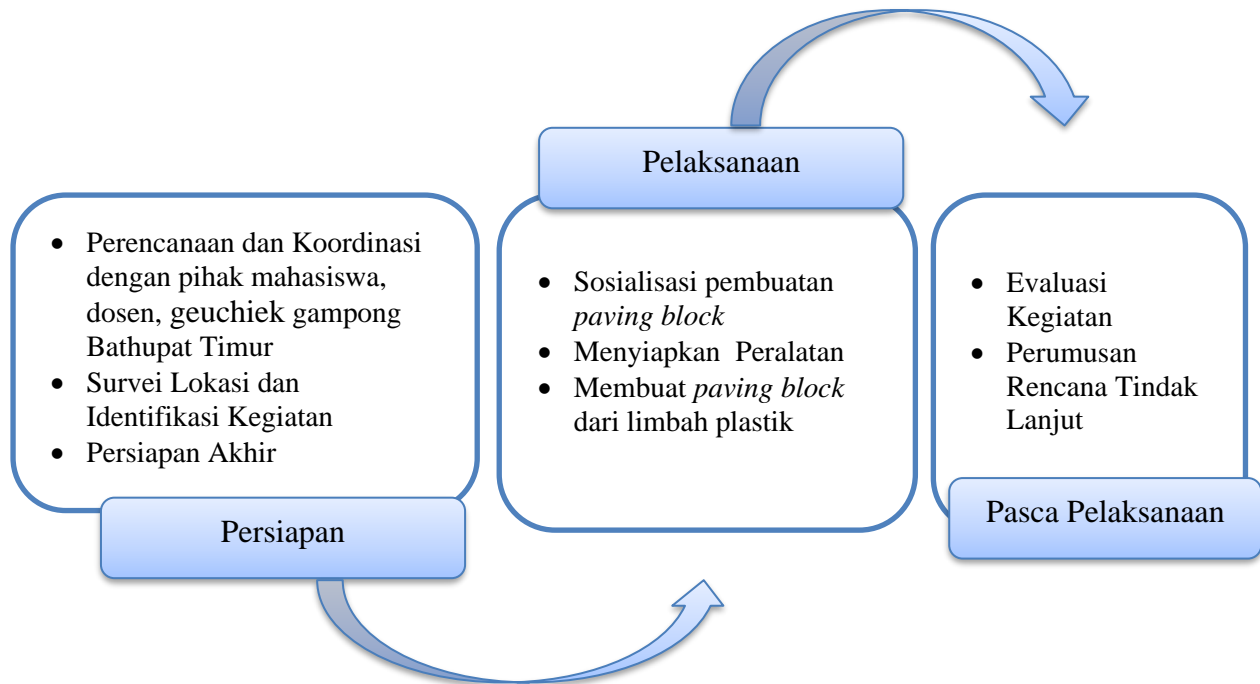 • Perencanaan dan Koordinasi
dengan pihak mahasiswa,
dosen, geuchiek gampong
Bathupat Timur
• Survei Lokasi dan
Identifikasi Kegiatan
• Persiapan Akhir
Persiapan
Pelaksanaan
• Sosialisasi pembuatan
paving block
• Menyiapkan Peralatan
• Membuat paving block
dari limbah plastik
• Evaluasi
Kegiatan
• Perumusan
Rencana Tindak
Lanjut
Pasca Pelaksanaan